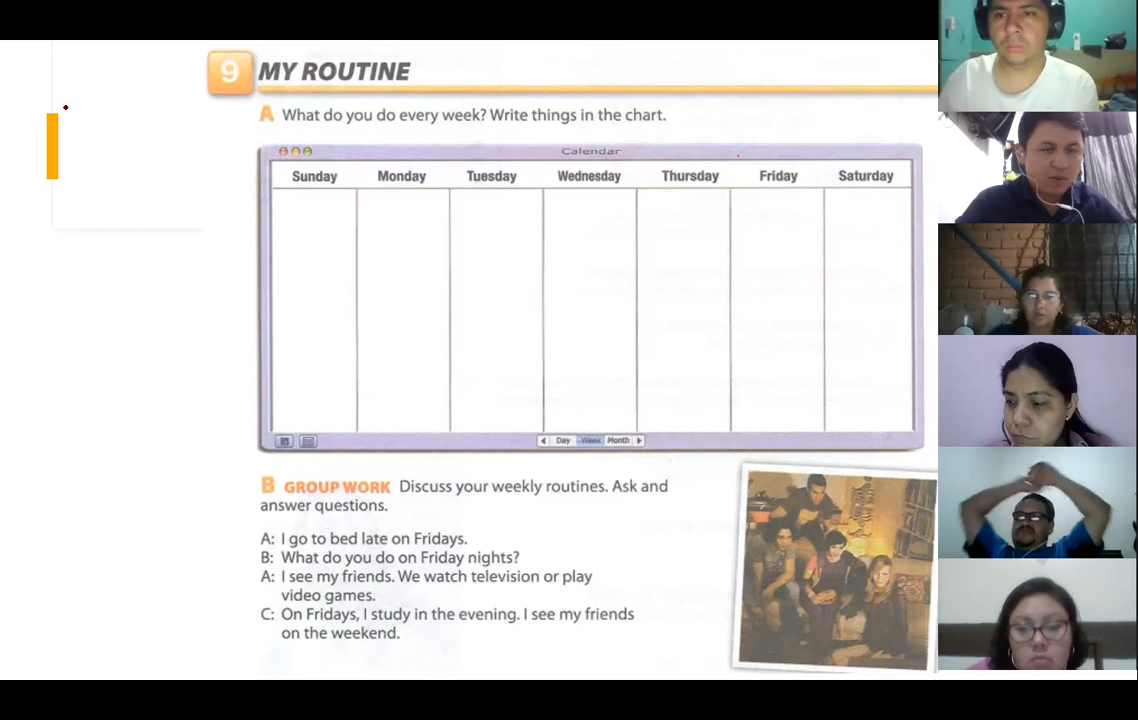 9 MY ROUTINE
A What do you do every week? Write things in the chart.
Calendar
Sunday Monday Tuesday Wednesday Thursday Friday Saturday
Day Week Month
B GROUP WORK Discuss your weekly routines. Ask and
answer questions.
A: I go to bed late on Fridays.
B: What do you do on Friday nights?
A: I see my friends. We watch television or play
video games.
C: On Fridays, I study in the evening. I see my friends
on the weekend.